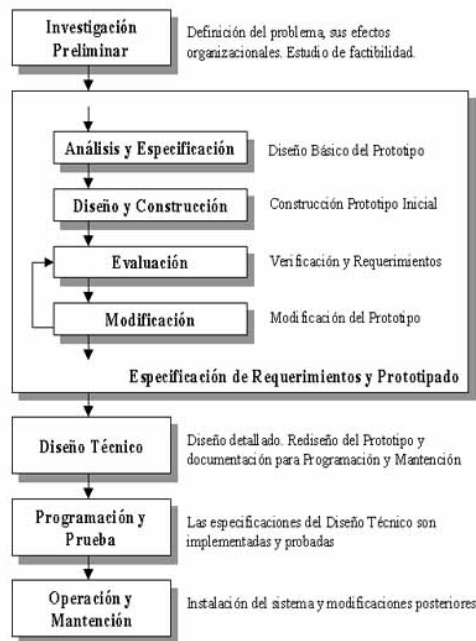 Investigación
Preliminar
Definición del problema, sus efectos
organizacionales. Estudio de factibilidad.
Análisis y Especificación
Diseño Básico del Prototipo
Diseño y Construcción
Construcción Prototipo Inicial
Evaluación
Verificación y Requerimientos
Modificación
Modificación del Prototipo
Especificación de Requerimientos y Prototipado
Diseño Técnico
Diseño detallado. Rediseño del Prototipo y
documentación para Programación y Mantención
Programación y
Prueba
Las especificaciones del Diseño Técnico son
implementadas y probadas
Operación y
Mantención
Instalación del sistema y modificaciones posteriores